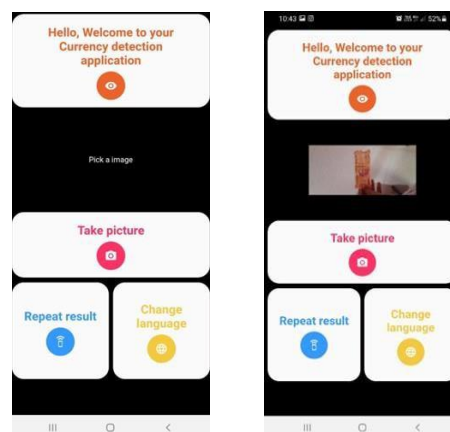 Hello, Welcome to your
Currency detection
application
Pick a image
Take picture
Repeat result
Change
language
10:43
52%
Hello, Welcome to your
Currency detection
application
Take picture
Repeat result
Change
language